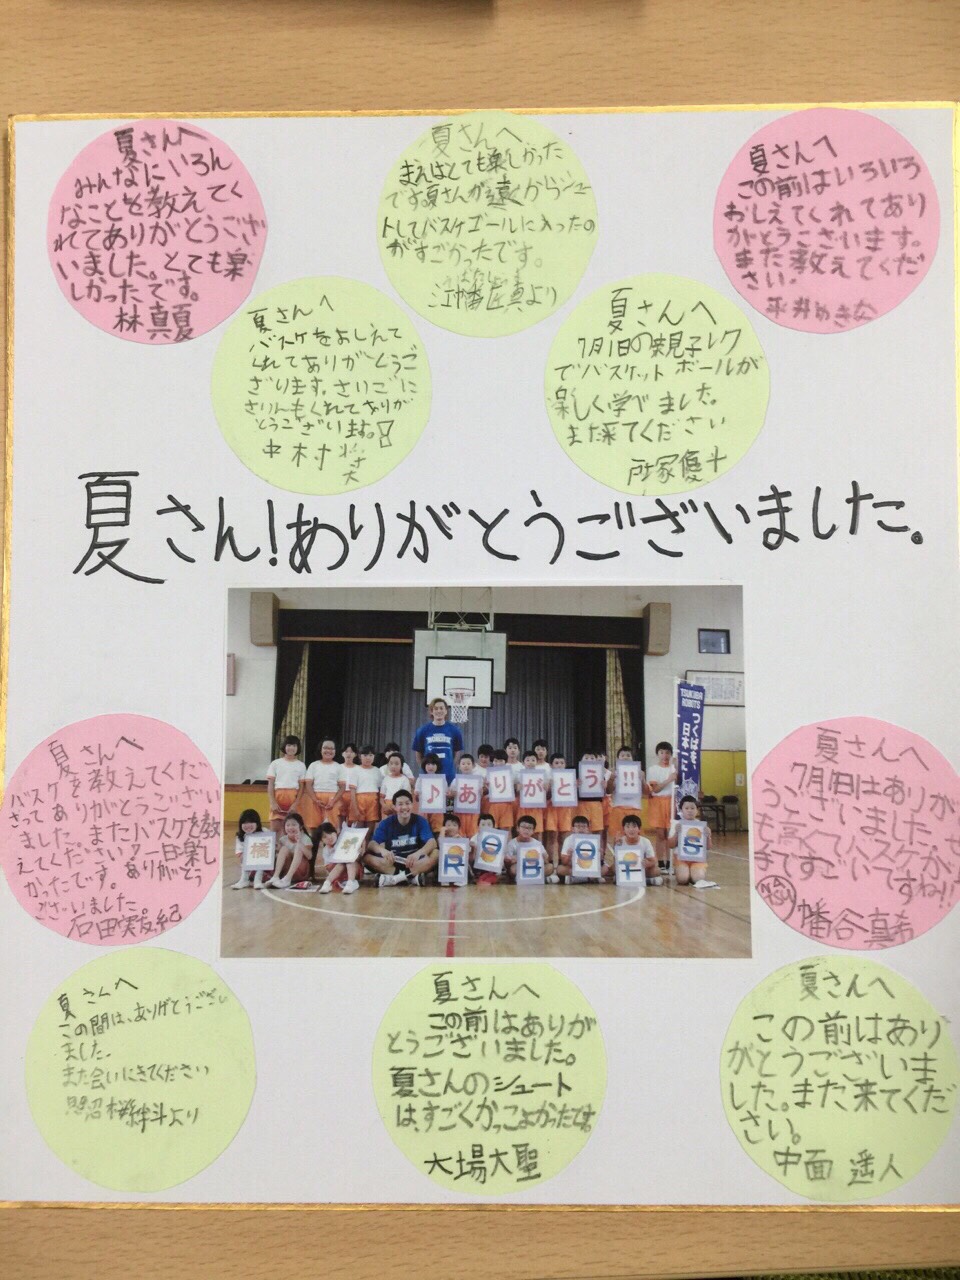 夏さんへ
みんなにいろん
なことを教えてく
れてありがとうござ
いました。とても楽
しかったです。
林真夏
夏さんへ
まえはとても楽しかった
です。夏さんが遠くからシュー
トしてバスケゴールに入ったの
がすごかったです。
江幡匠真より
夏さんへ
この前はいろいろ
おしえてくれてあり
がとうございます。
また教えてくだ
さい。
平井めきな
夏さんへ
バスケをおしえて
くれてありがとうご
ざります。さいごに
さりんもくれてありが
とうございます。!
中村
夏さんへ
7月1日の親子レク
でバスケットボールが
楽しく学べました。
また来てください
所家優斗
夏さん!ありがとうございました。
TSUKUBA
ROBOTS
つくばを、
日本一にし
♪ありがとう!!
橘
ROBOTS
夏さんへ
バスケを教えてくだ
さってありがとうござい
ました。またバスケを教
えてください。一日楽し
かったです。ありがとう
ございました。
石田実友紀
夏さんへ
7月1日はありが
うございました。
も高くバスケが
きてすごいですね!!
幡谷真希
夏さんへ
この間は、ありがとうござい
ました。
また会いにきてください
より
夏さんへ
この前はありが
とうございました。
夏さんのシュート
は、すごくかっこよかったです。
大場大聖
夏さんへ
この前はあり
がとうございま
した。また来てくだ
さい。
中面遥人